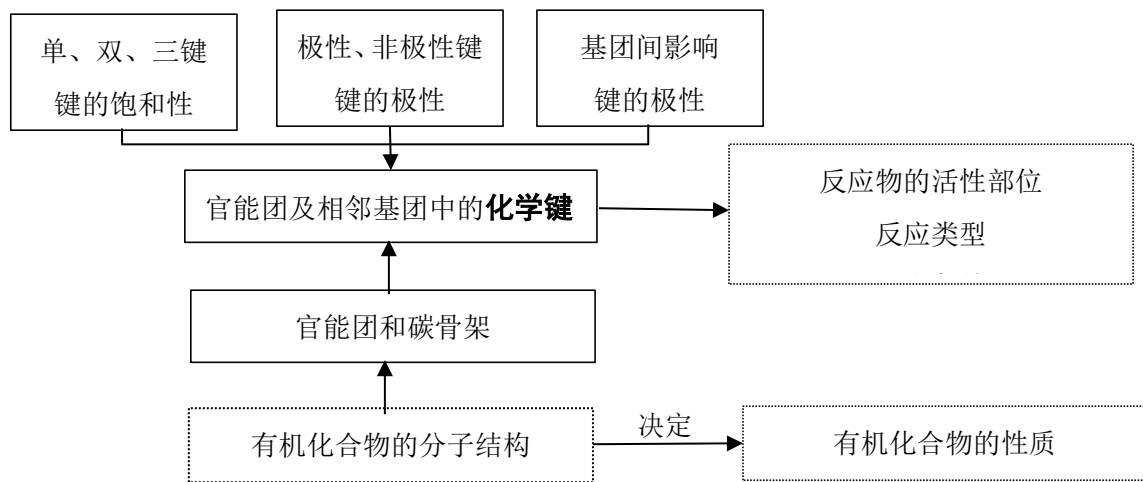 单、双、三键
键的饱和性
极性、非极性键
键的极性
基团间影响
键的极性
官能团及相邻基团中的化学键
反应物的活性部位
反应类型
官能团和碳骨架
有机化合物的分子结构
决定
有机化合物的性质